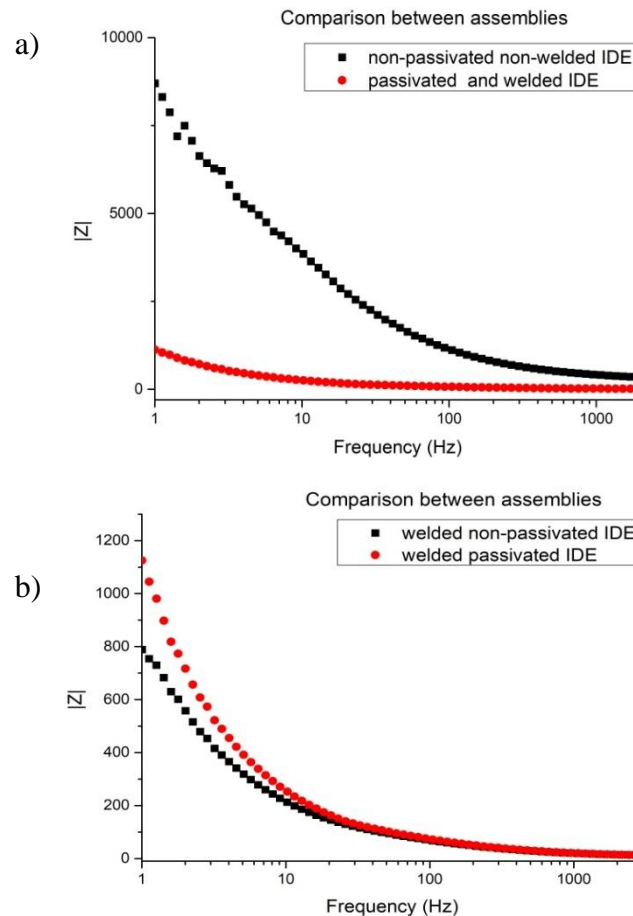 a)
Comparison between assemblies
non-passivated non-welded IDE
passivated and welded IDE
10000
5000
0
|Z|
1
10
100
1000
Frequency (Hz)
b)
Comparison between assemblies
welded non-passivated IDE
welded passivated IDE
1200
1000
800
600
400
200
0
|Z|
1
10
100
1000
Frequency (Hz)